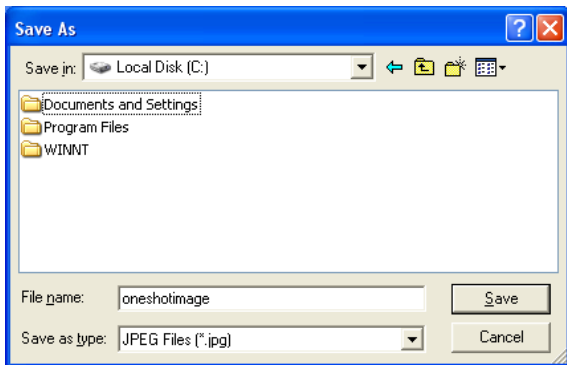 Save As
Save in: Local Disk (C:)
Documents and Settings
Program Files
WINNT
File name: oneshotimage Save
Save as type: JPEG Files (*.jpg) Cancel